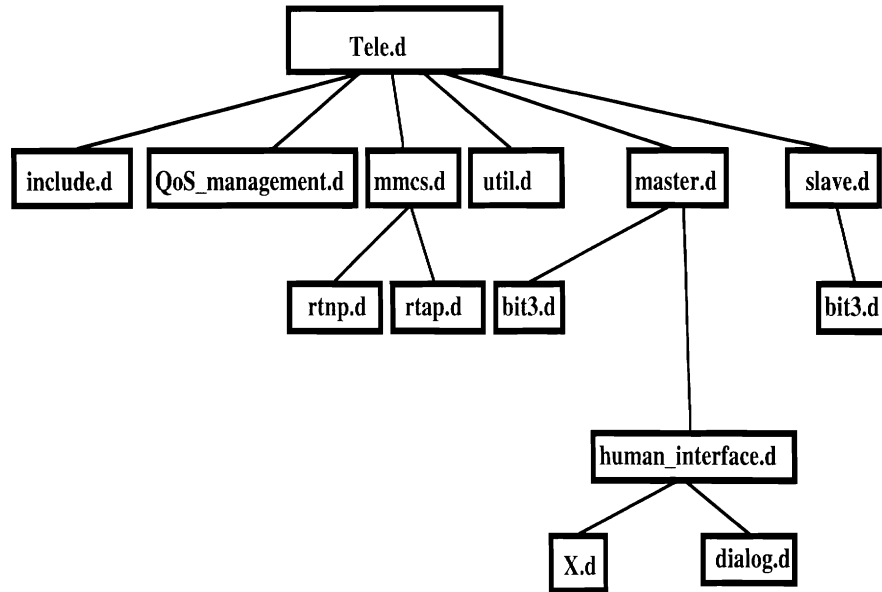 Tele.d
include.d
QoS_management.d
mmcs.d
util.d
master.d
slave.d
rtnp.d
rtap.d
bit3.d
bit3.d
human_interface.d
X.d
dialog.d